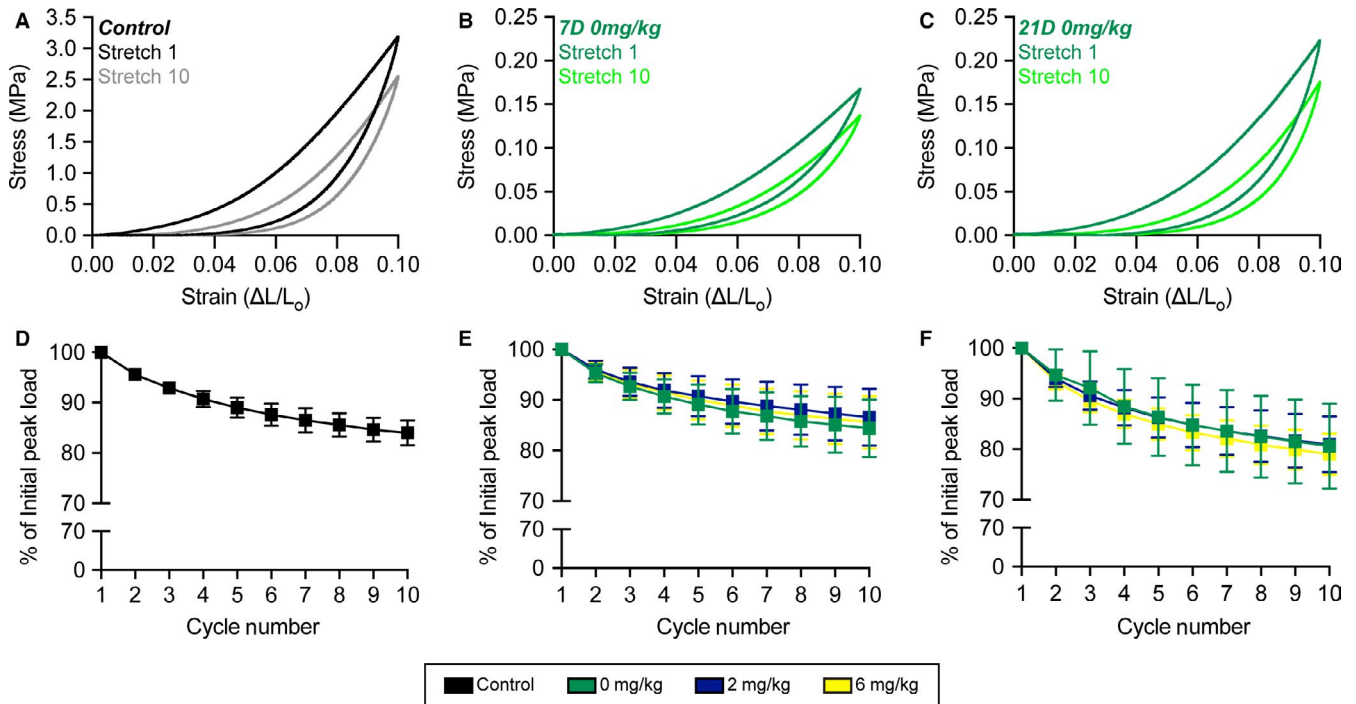 A
Control
Stretch 1
Stretch 10
Stress (MPa)
3.5
3.0
2.5
2.0
1.5
1.0
0.5
0.0
0.00 0.02 0.04 0.06 0.08 0.10
Strain (ΔL/Lo)
B
7D 0mg/kg
Stretch 1
Stretch 10
Stress (MPa)
0.25
0.20
0.15
0.10
0.05
0.00
0.00 0.02 0.04 0.06 0.08 0.10
Strain (ΔL/Lo)
C
21D 0mg/kg
Stretch 1
Stretch 10
Stress (MPa)
0.25
0.20
0.15
0.10
0.05
0.00
0.00 0.02 0.04 0.06 0.08 0.10
Strain (ΔL/Lo)
D
% of Initial peak load
100
90
80
70
70
0
1 2 3 4 5 6 7 8 9 10
Cycle number
E
% of Initial peak load
100
90
80
70
70
0
1 2 3 4 5 6 7 8 9 10
Cycle number
F
% of Initial peak load
100
90
80
70
70
0
1 2 3 4 5 6 7 8 9 10
Cycle number
Control 0 mg/kg 2 mg/kg 6 mg/kg